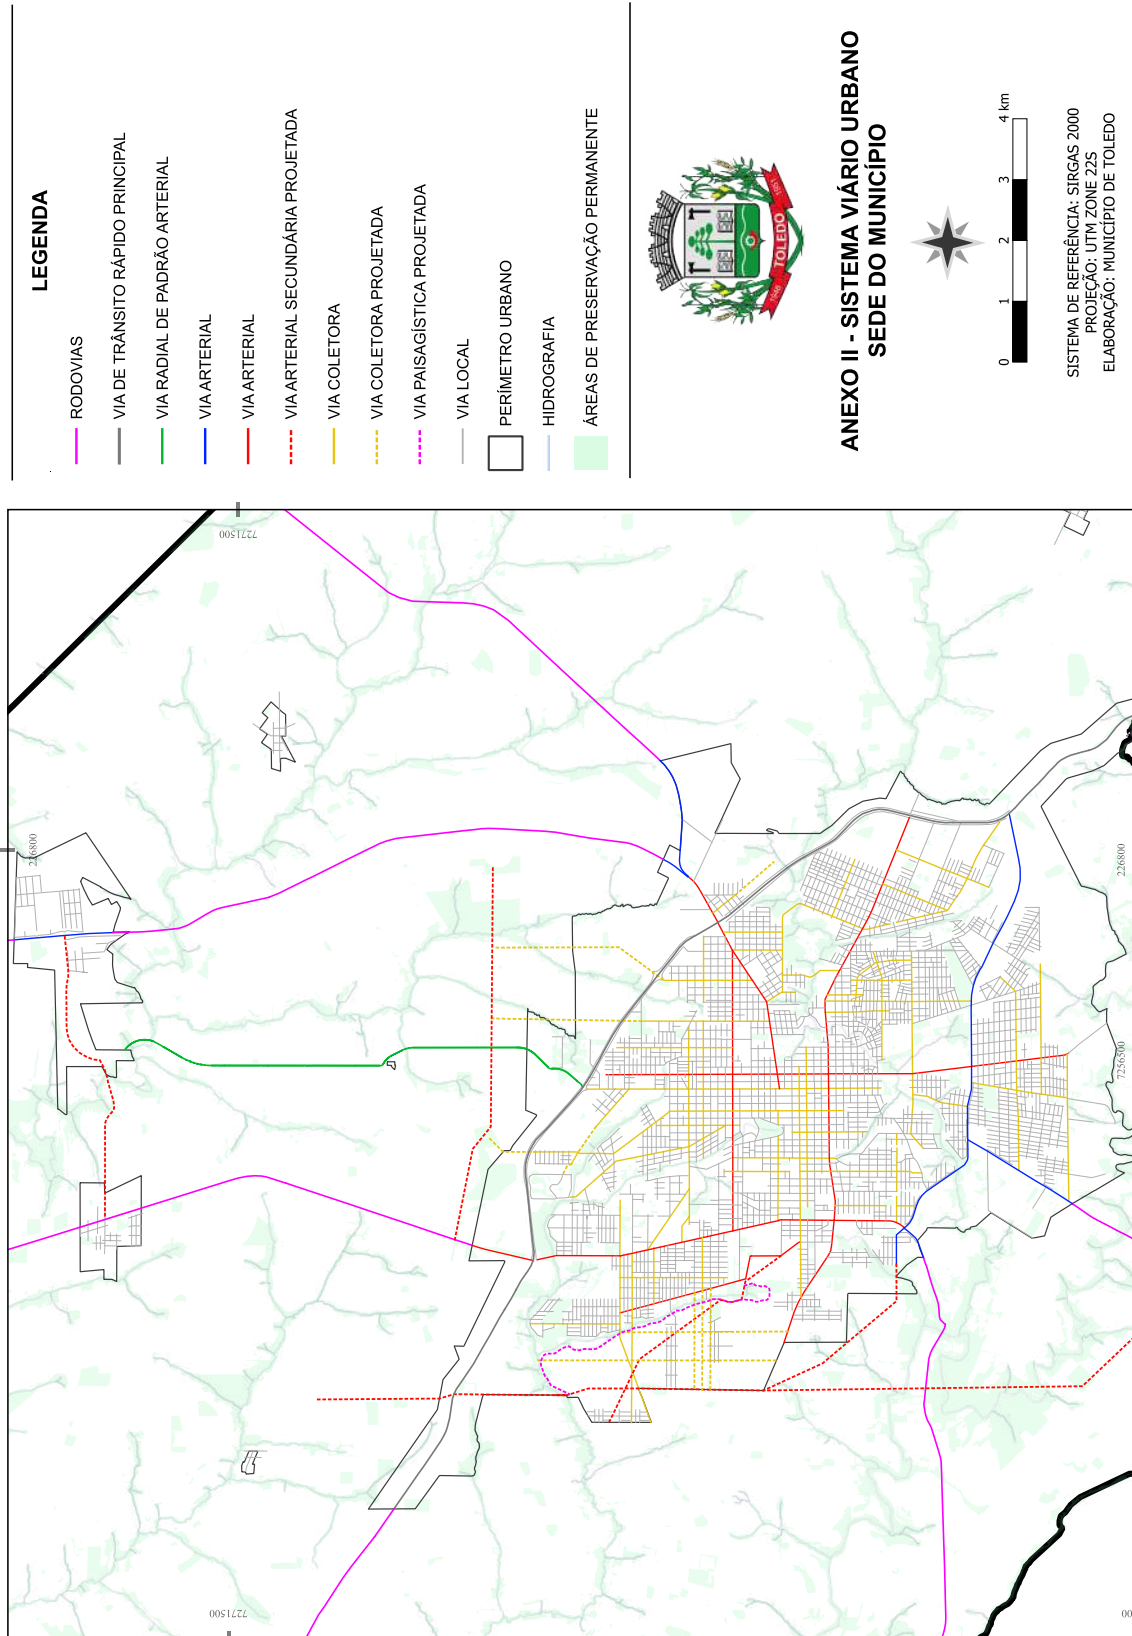 LEGENDA
RODOVIAS
VIA DE TRÂNSITO RÁPIDO PRINCIPAL
VIA RADIAL DE PADRÃO ARTERIAL
VIA ARTERIAL
VIA ARTERIAL
VIA ARTERIAL SECUNDÁRIA PROJETADA
VIA COLETORA
VIA COLETORA PROJETADA
VIA PAISAGÍSTICA PROJETADA
VIA LOCAL
PERÍMETRO URBANO
HIDROGRAFIA
ÁREAS DE PRESERVAÇÃO PERMANENTE
1946
TOLEDO
1951
ANEXO II - SISTEMA VIÁRIO URBANO
SEDE DO MUNICÍPIO
0 1 2 3 4 km
SISTEMA DE REFERÊNCIA: SIRGAS 2000
PROJEÇÃO: UTM ZONE 22S
ELABORAÇÃO: MUNICÍPIO DE TOLEDO
7271500
226800
226800
7256500
7271500
00